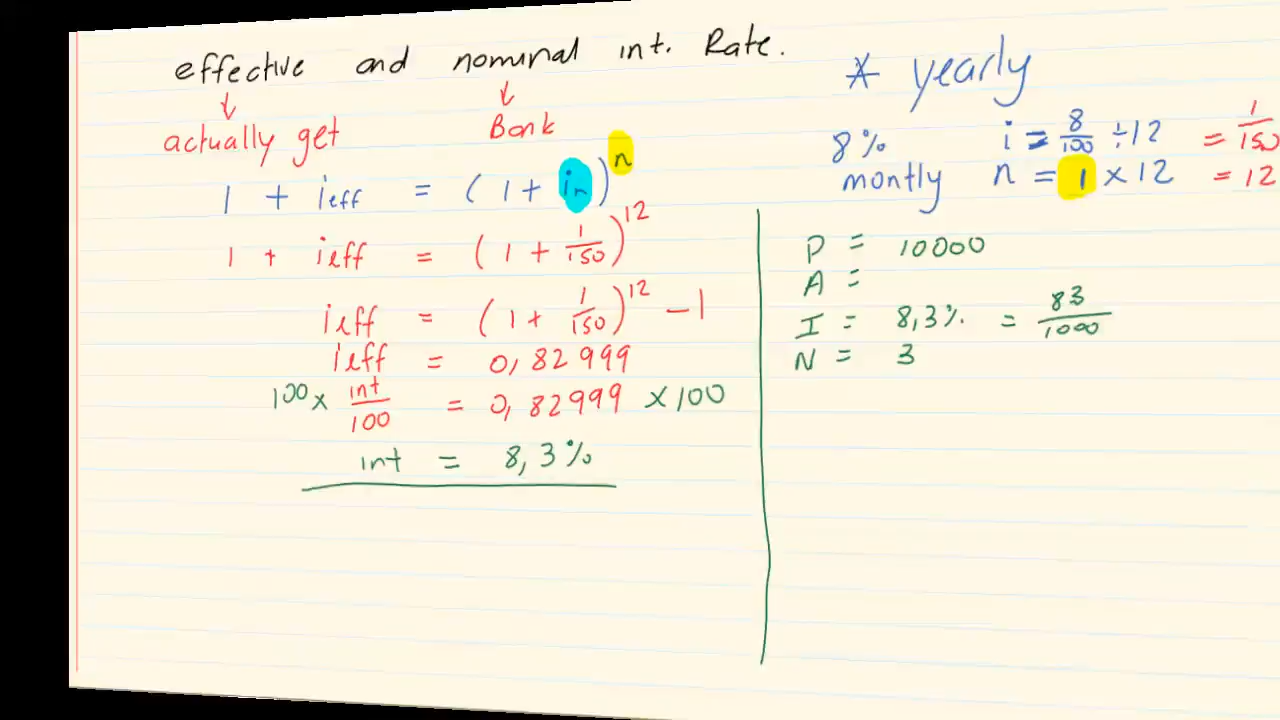 effective and nominal int. Rate.
↓ ↓
actually get Bank
1 + ieff = (1 + in)^n
1 + ieff = (1 + 1/150)^12
ieff = (1 + 1/150)^12 - 1
ieff = 0,82999
100 x int/100 = 0,82999 x 100
int = 8,3%
* yearly
8% i = 8/100 ÷ 12 = 1/150
montly n = 1 x 12 = 12
P = 10000
A =
I = 8,3% = 83/1000
N = 3